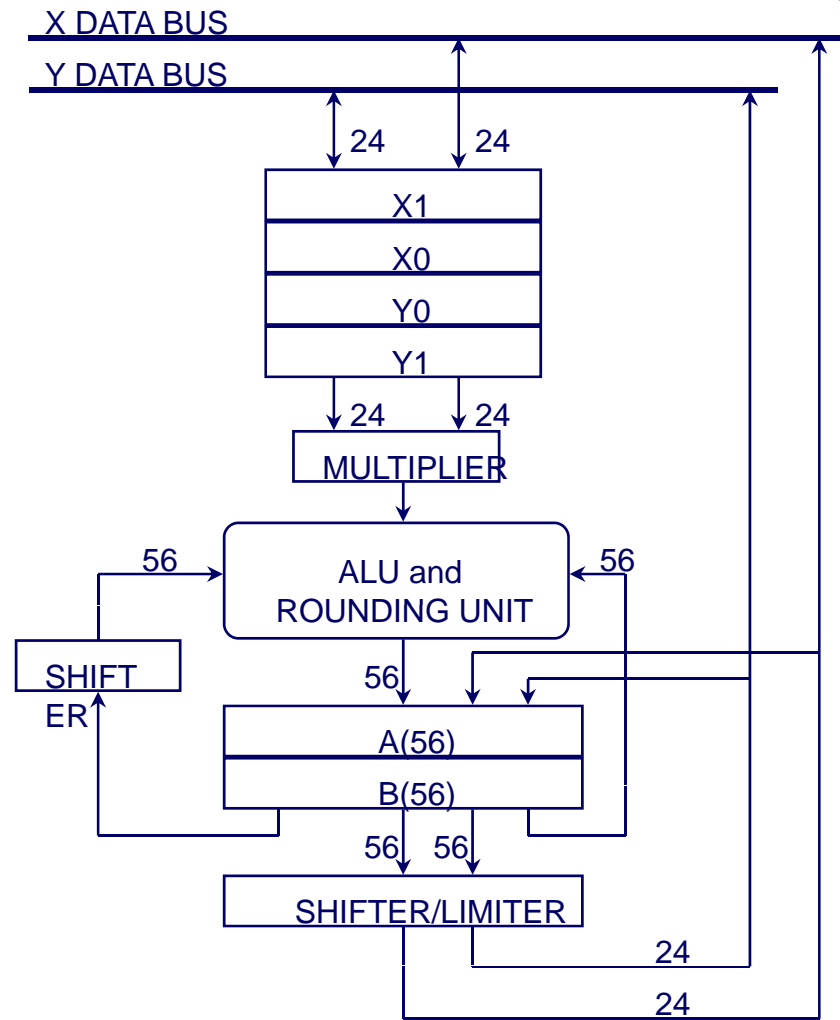 X DATA BUS
Y DATA BUS
24 24
X1
X0
Y0
Y1
24 24
MULTIPLIER
56
ALU and
ROUNDING UNIT
56
SHIFT
ER
56
A(56)
B(56)
56 56
SHIFTER/LIMITER
24
24